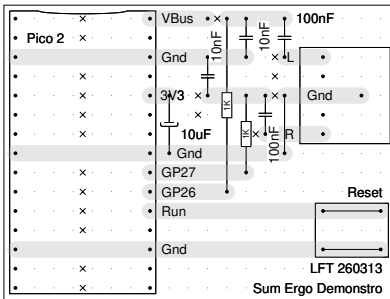 VBus 100nF
Pico 2 10nF 10nF
Gnd L
3V3 1K Gnd
10uF 1K 100nF R
Gnd
GP27
GP26 Reset
Run
Gnd
LFT 260313
Sum Ergo Demonstro